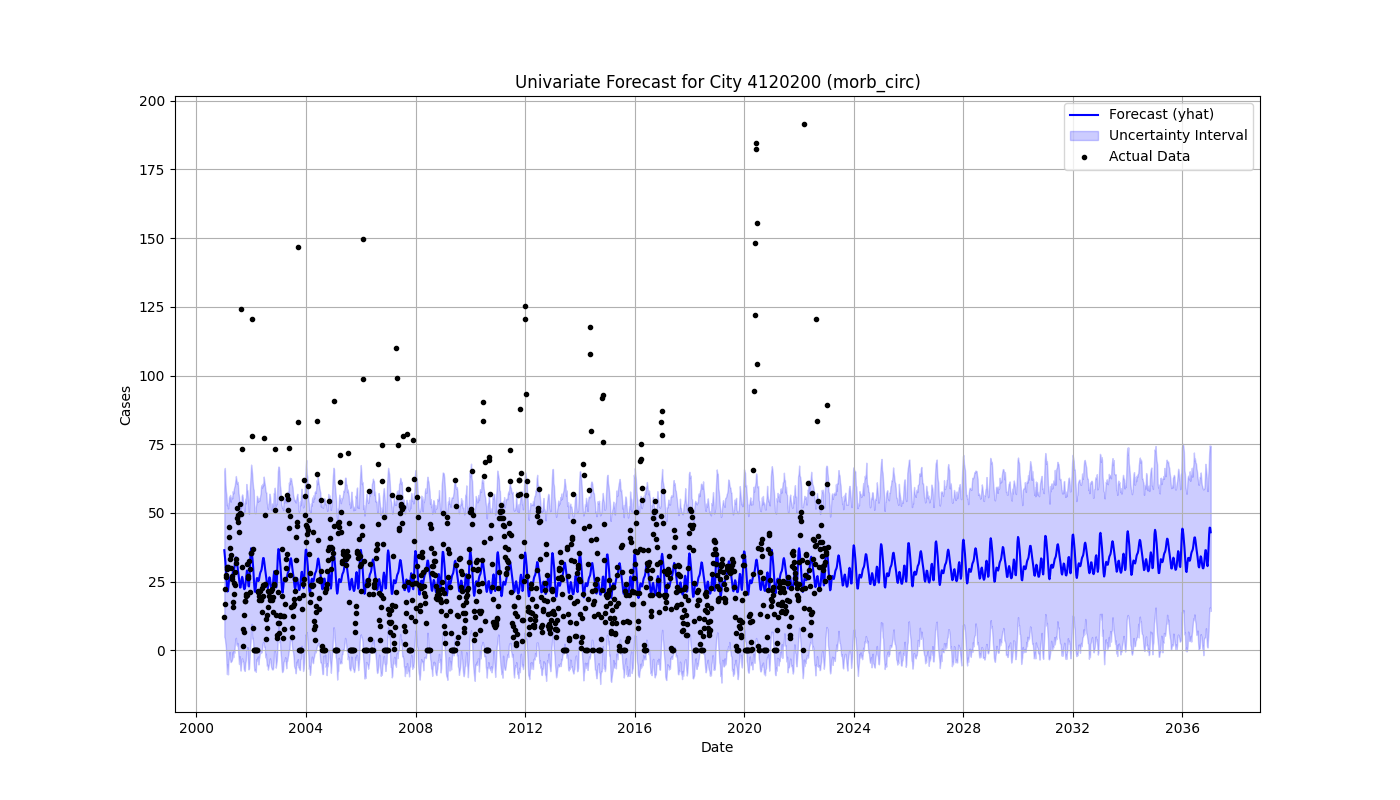 Univariate Forecast for City 4120200 (morb_circ)
Forecast (yhat)
Uncertainty Interval
Actual Data
200
175
150
125
100
75
50
25
0
Cases
2000 2004 2008 2012 2016 2020 2024 2028 2032 2036
Date